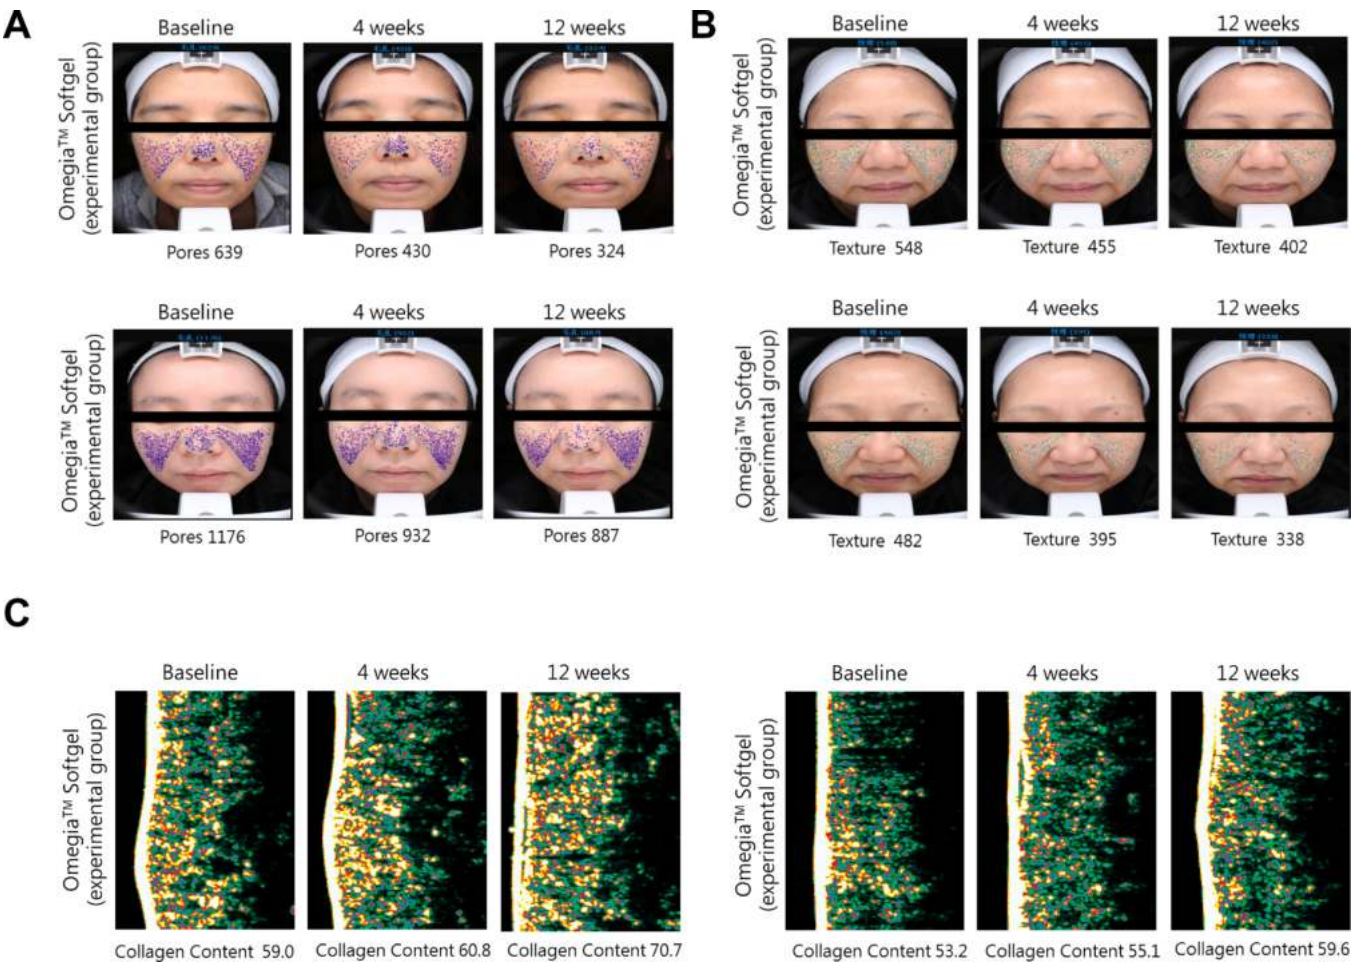 A
Baseline 4 weeks 12 weeks
Omegia™ Softgel
(experimental group)
Pores 639 Pores 430 Pores 324
Baseline 4 weeks 12 weeks
Omegia™ Softgel
(experimental group)
Pores 1176 Pores 932 Pores 887
B
Baseline 4 weeks 12 weeks
Omegia™ Softgel
(experimental group)
Texture 548 Texture 455 Texture 402
Baseline 4 weeks 12 weeks
Omegia™ Softgel
(experimental group)
Texture 482 Texture 395 Texture 338
C
Baseline 4 weeks 12 weeks
Omegia™ Softgel
(experimental group)
Collagen Content 59.0 Collagen Content 60.8 Collagen Content 70.7
Baseline 4 weeks 12 weeks
Omegia™ Softgel
(experimental group)
Collagen Content 53.2 Collagen Content 55.1 Collagen Content 59.6